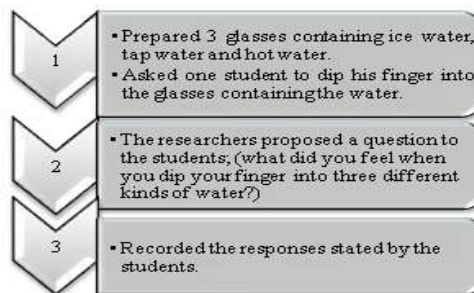 1
• Prepared 3 glasses containing ice water,
tap water and hot water.
• Asked one student to dip his finger into
the glasses containing the water.
2
• The researchers proposed a question to
the students; (what did you feel when
you dip your finger into three different
kinds of water?)
3
• Recorded the responses stated by the
students.